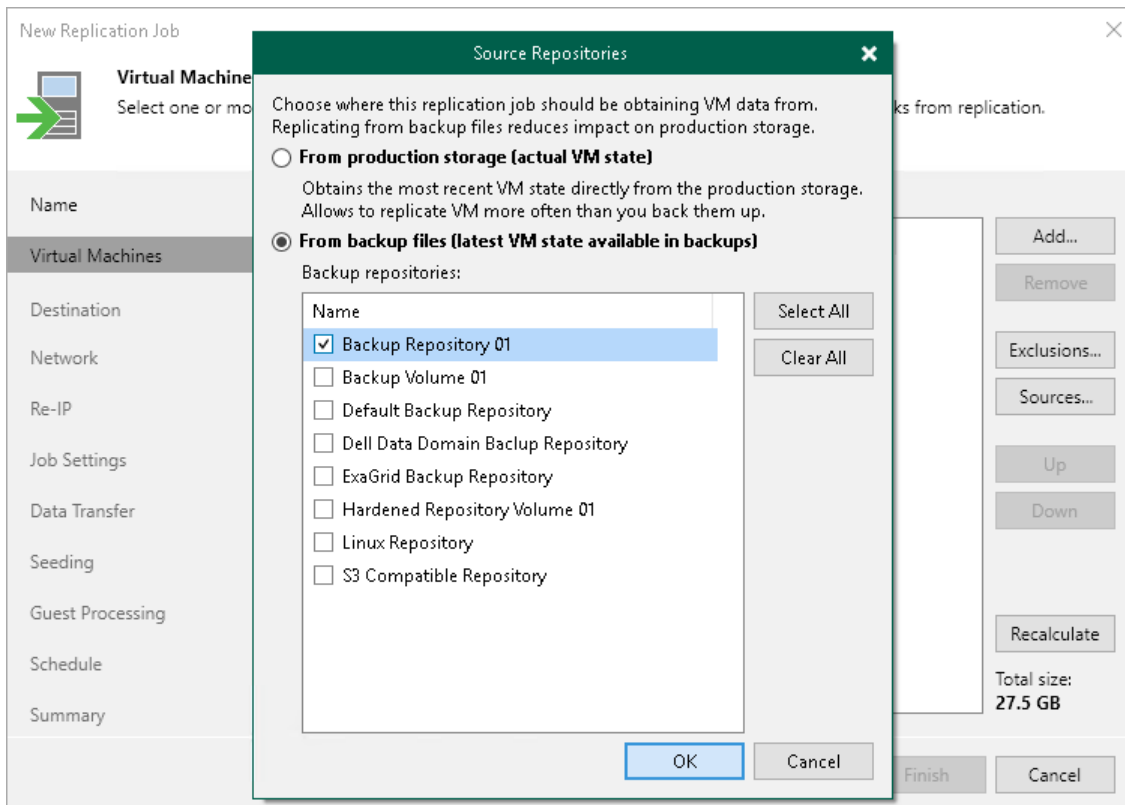 New Replication Job
Source Repositories
Virtual Machine
Select one or mo
ks from replication.
Choose where this replication job should be obtaining VM data from.
Replicating from backup files reduces impact on production storage.
From production storage (actual VM state)
Obtains the most recent VM state directly from the production storage.
Allows to replicate VM more often than you back them up.
From backup files (latest VM state available in backups)
Backup repositories:
Name
Backup Repository 01
Backup Volume 01
Default Backup Repository
Dell Data Domain Baclup Repository
ExaGrid Backup Repository
Hardened Repository Volume 01
Linux Repository
S3 Compatible Repository
Select All
Clear All
OK
Cancel
Name
Virtual Machines
Destination
Network
Re-IP
Job Settings
Data Transfer
Seeding
Guest Processing
Schedule
Summary
Add...
Remove
Exclusions...
Sources...
Up
Down
Recalculate
Total size:
27.5 GB
Finish
Cancel